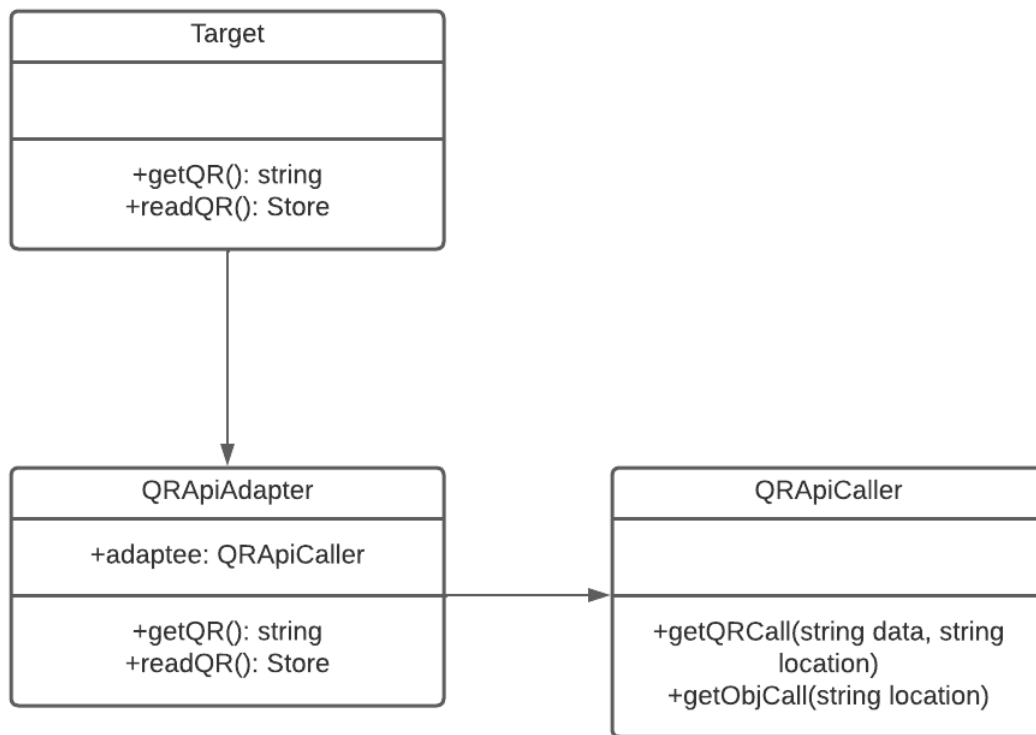 Target
+getQR(): string
+readQR(): Store
QRApiAdapter
+adaptee: QRApiCaller
+getQR(): string
+readQR(): Store
QRApiCaller
+getQRCall(string data, string
location)
+getObjCall(string location)